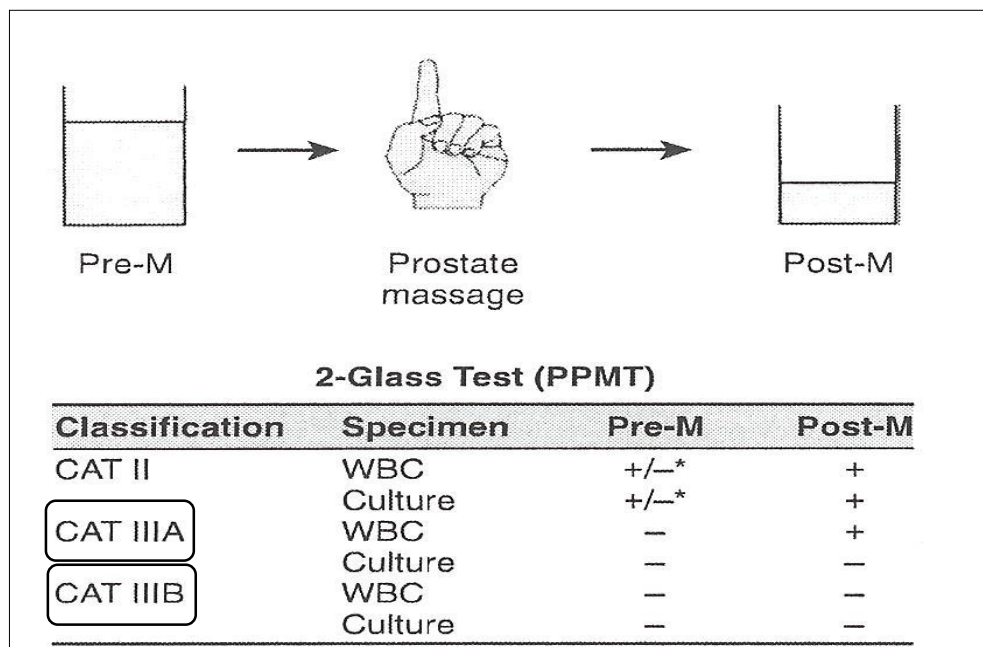 Pre-M Prostate massage Post-M
2-Glass Test (PPMT)
Classification Specimen Pre-M Post-M
CAT II WBC +/–* +
Culture +/–* +
CAT IIIA WBC – +
Culture – –
CAT IIIB WBC – –
Culture – –